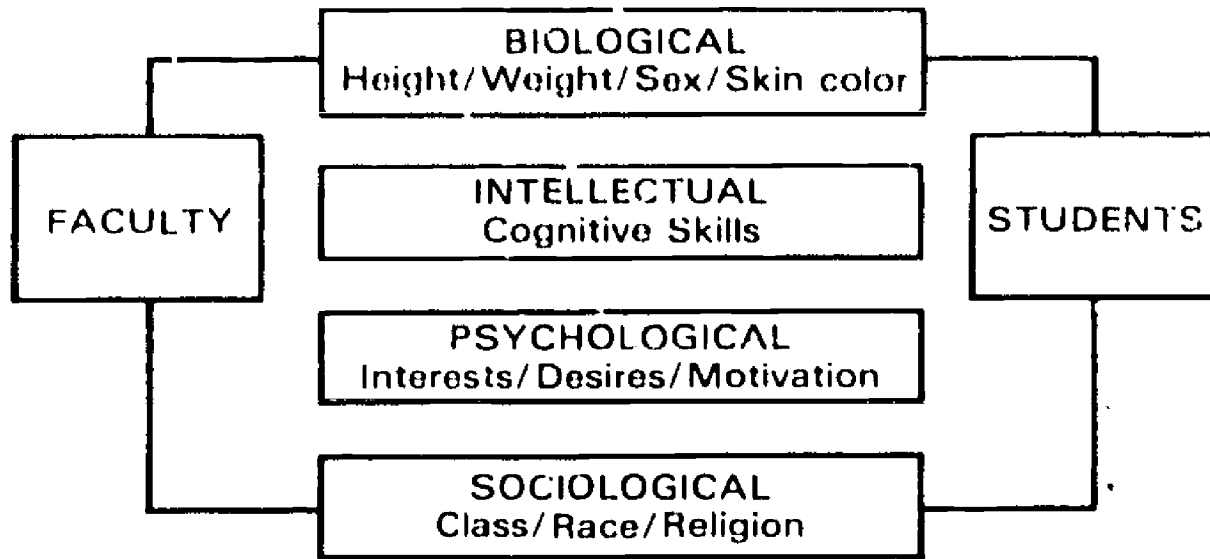 BIOLOGICAL
Height/Weight/Sex/Skin color
FACULTY
INTELLECTUAL
Cognitive Skills
STUDENTS
PSYCHOLOGICAL
Interests/Desires/Motivation
SOCIOLOGICAL
Class/Race/Religion